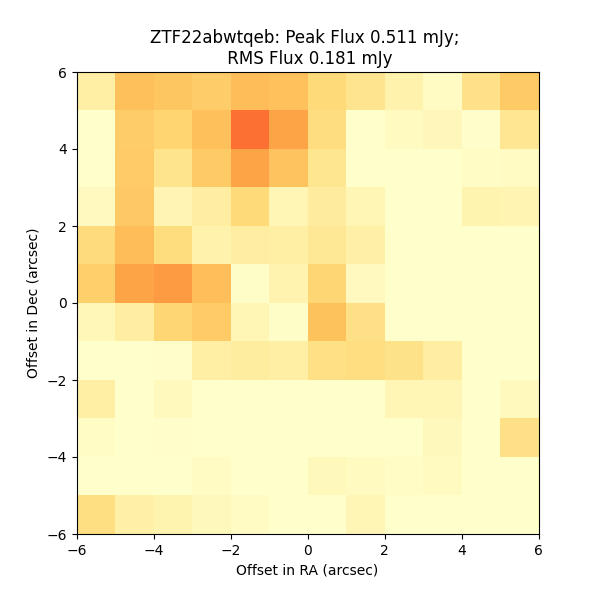 ZTF22abwtqeb: Peak Flux 0.511 mJy;
RMS Flux 0.181 mJy
6
4
2
0
−2
−4
−6
Offset in Dec (arcsec)
−6 −4 −2 0 2 4 6
Offset in RA (arcsec)